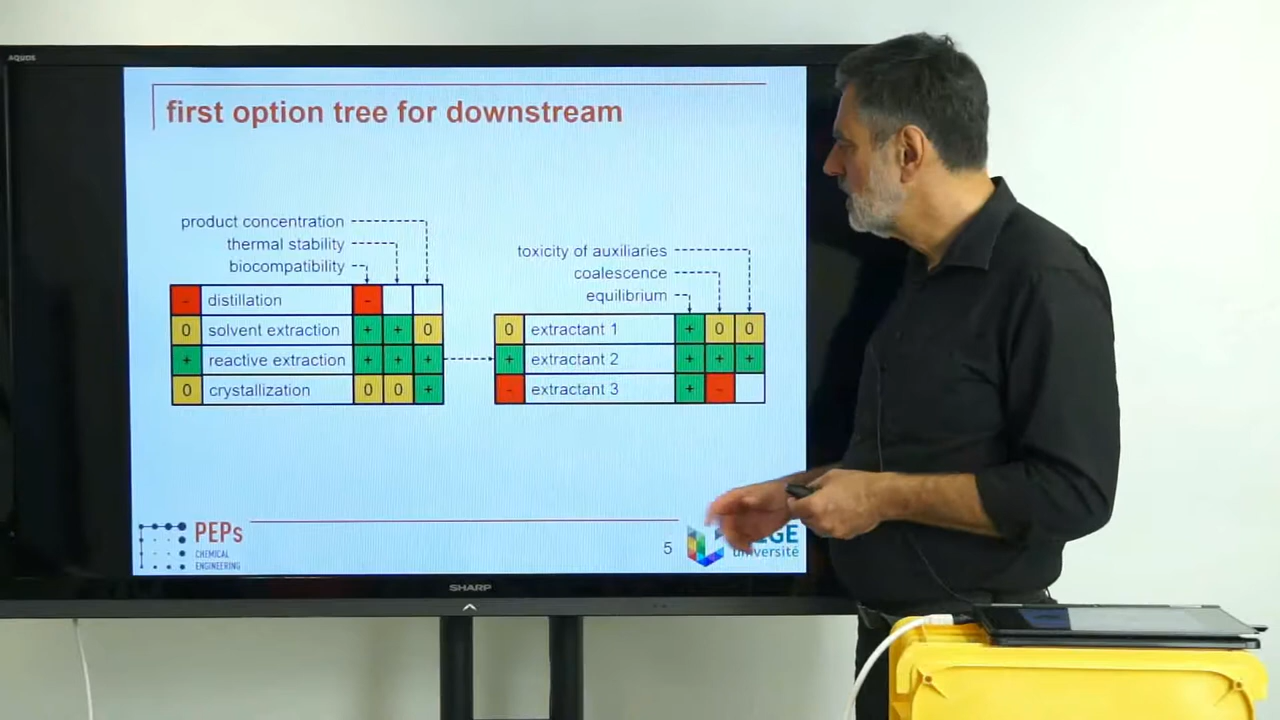 AQUOS
first option tree for downstream
product concentration
thermal stability
biocompatibility
- distillation -
0 solvent extraction + + 0
+ reactive extraction + + +
0 crystallization 0 0 +
toxicity of auxiliaries
coalescence
equilibrium
0 extractant 1 + 0 0
+ extractant 2 + + +
- extractant 3 + -
PEPs
CHEMICAL
ENGINEERING
5
université
SHARP